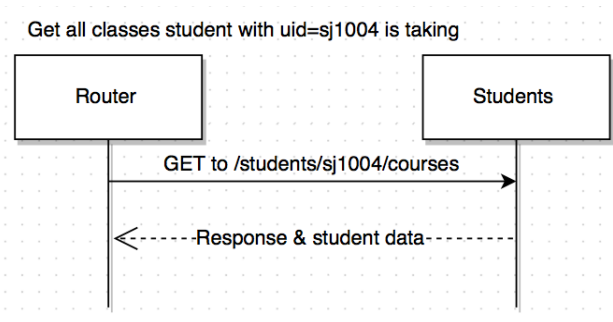 Get all classes student with uid=sj1004 is taking
Router
Students
GET to /students/sj1004/courses
Response & student data